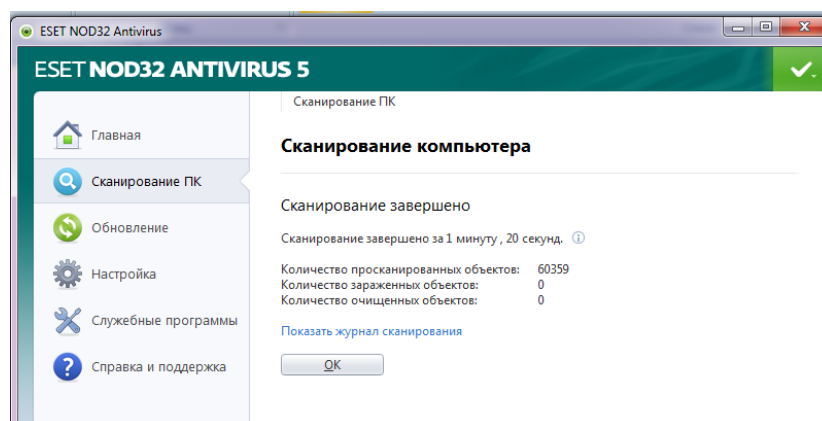 ESET NOD32 Antivirus
ESET NOD32 ANTIVIRUS 5
Главная
Сканирование ПК
Обновление
Настройка
Служебные программы
Справка и поддержка
Сканирование ПК
Сканирование компьютера
Сканирование завершено
Сканирование завершено за 1 минуту , 20 секунд.
Количество просканированных объектов: 60359
Количество зараженных объектов: 0
Количество очищенных объектов: 0
Показать журнал сканирования
OK